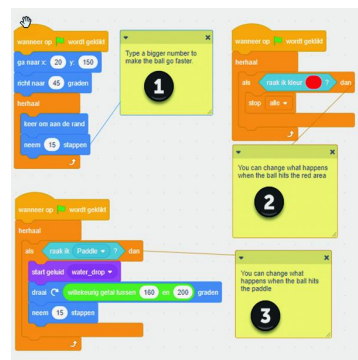 wanneer op wordt geklikt
ga naar x: 20 y: 150
richt naar 45 graden
herhaal
keer om aan de rand
neem 15 stappen
Type a bigger number to
make the ball go faster.
1
wanneer op wordt geklikt
herhaal
als raak ik kleur ? dan
stop alle
You can change what happens
when the ball hits the red area
2
wanneer op wordt geklikt
herhaal
als raak ik Paddle ? dan
start geluid water_drop
draai willekeurig getal tussen 160 en 200 graden
neem 15 stappen
You can change what
happens when the ball hits
the paddle
3